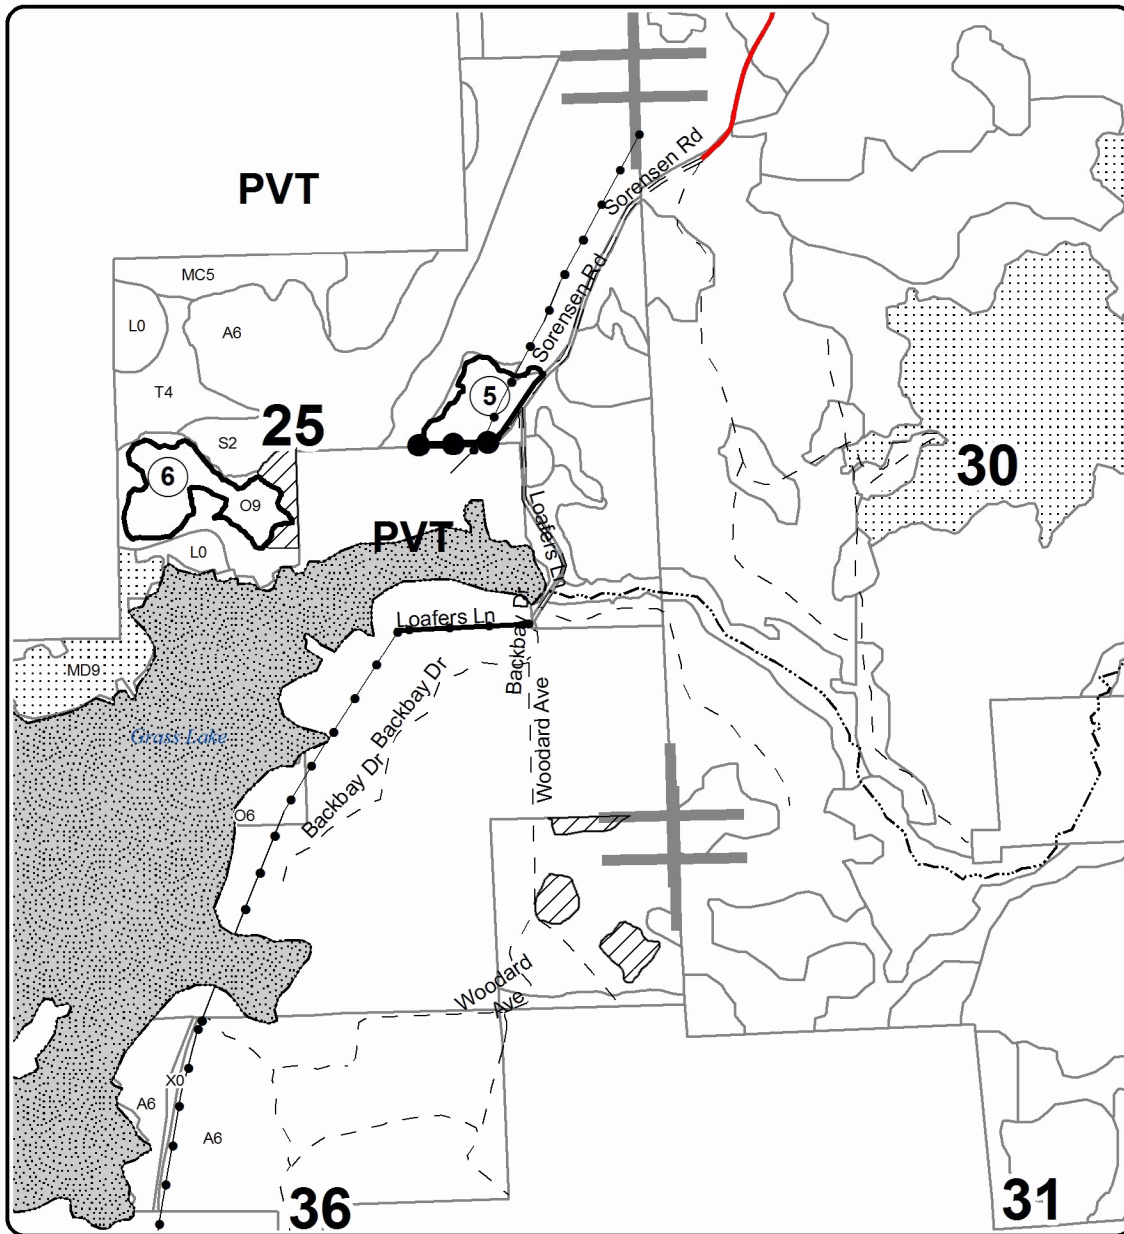 Sorensen Rd
PVT
MC5
Sorensen Rd
L0
A6
T4
5
25
S2
30
6
O9
Loafers Ln
PVT
L0
Backbay Dr
Loafers Ln
MD9
Backbay Dr
Woodard Ave
Grass Lake
Backbay Dr
O6
Woodard
Ave
X0
A6
A6
36
31